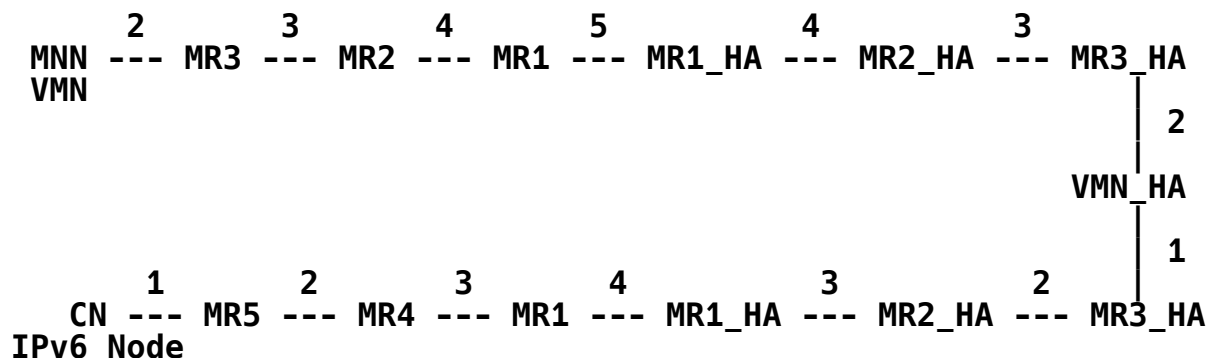 2 3 4 5 4 3
MNN --- MR3 --- MR2 --- MR1 --- MR1_HA --- MR2_HA --- MR3_HA
VMN
2
VMN_HA
1
1 2 3 4 3 2
CN --- MR5 --- MR4 --- MR1 --- MR1_HA --- MR2_HA --- MR3_HA
IPv6 Node